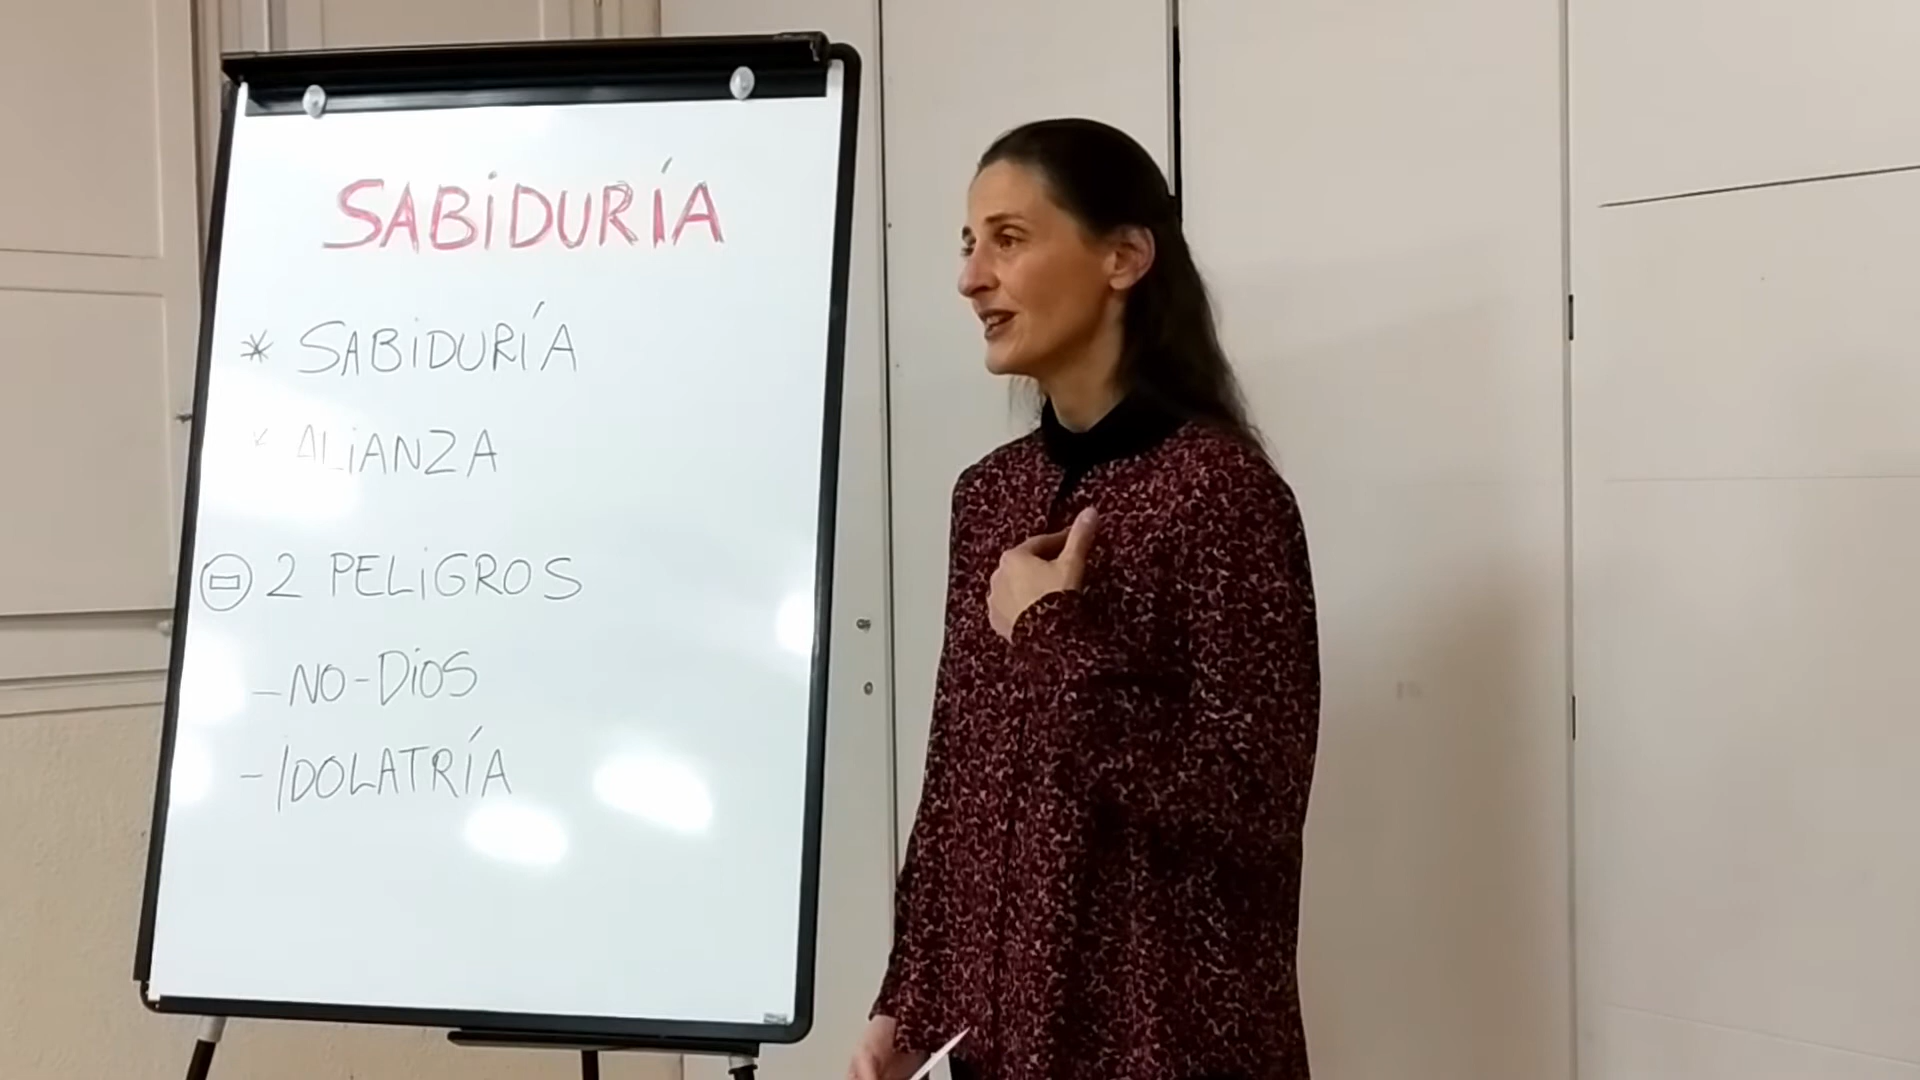 SABIDURÍA
* SABIDURÍA
* ALIANZA
⊖ 2 PELIGROS
- NO-DIOS
- IDOLATRÍA